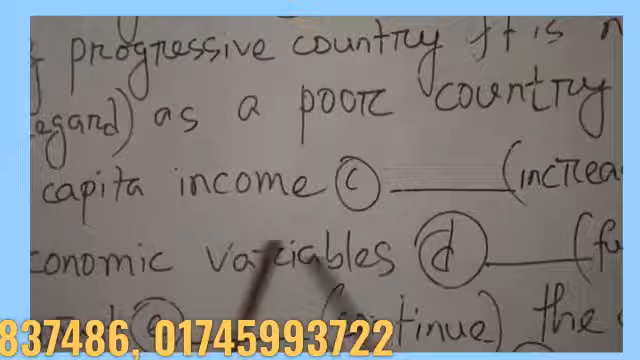 progressive country It is
regard) as a poor country
capita income (c) ______ (increa
conomic variables (d) ______ (fu
(e) (continue) the
837486, 01745993722